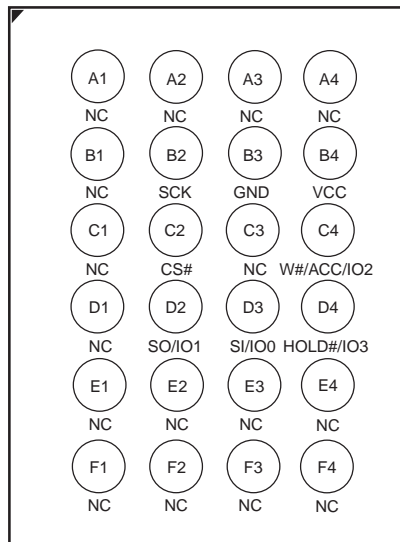 A1 A2 A3 A4
NC NC NC NC
B1 B2 B3 B4
NC SCK GND VCC
C1 C2 C3 C4
NC CS# NC W#/ACC/IO2
D1 D2 D3 D4
NC SO/IO1 SI/IO0 HOLD#/IO3
E1 E2 E3 E4
NC NC NC NC
F1 F2 F3 F4
NC NC NC NC